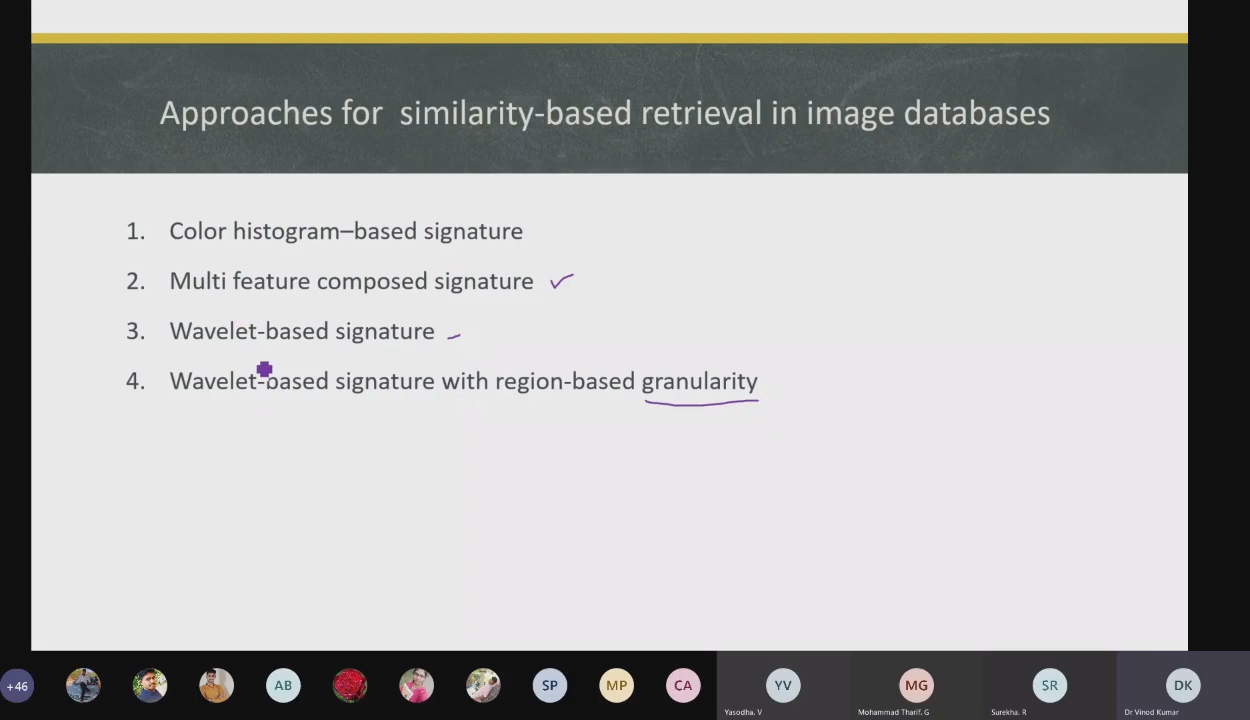 Approaches for similarity-based retrieval in image databases
1. Color histogram–based signature
2. Multi feature composed signature
3. Wavelet-based signature
4. Wavelet-based signature with region-based granularity
+46
AB
SP
MP
CA
YV
MG
SR
DK
Yasodha. V
Mohammad Tharif. G
Surekha. R
Dr Vinod Kumar